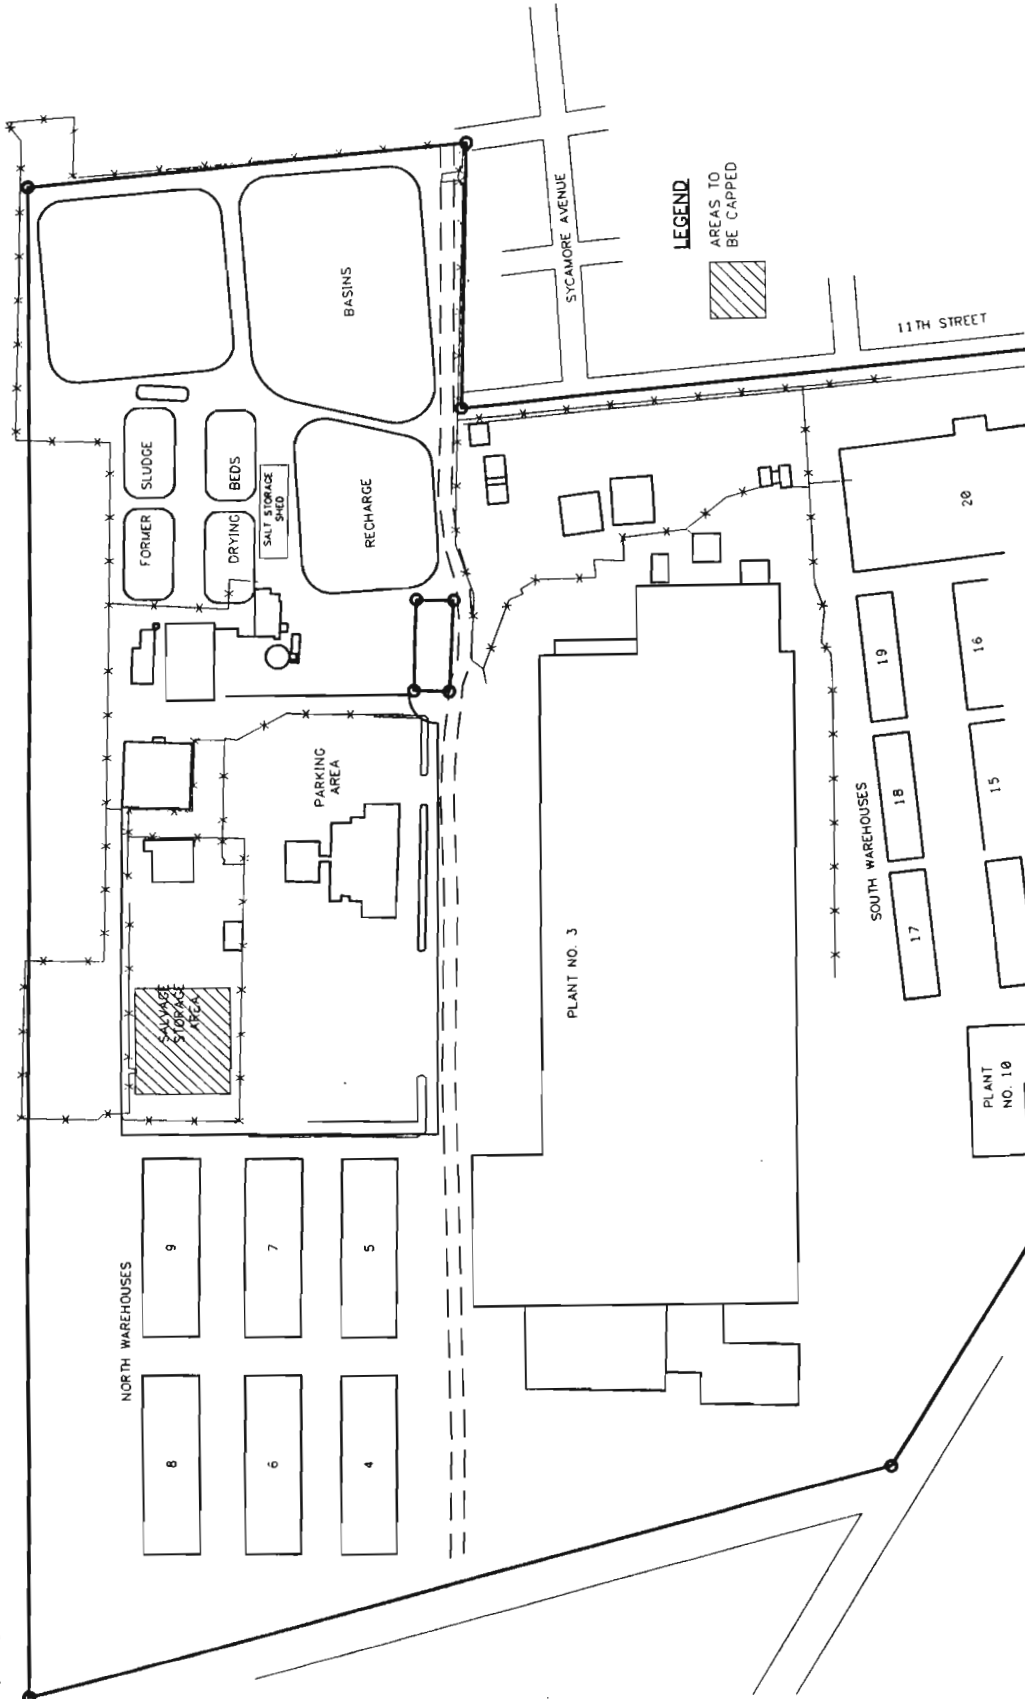 SYCAMORE AVENUE
LEGEND
AREAS TO
BE CAPPED
11TH STREET
BASINS
RECHARGE
SLUDGE
FORMER
BEDS
DRYING
SALT STORAGE
SHED
PARKING
AREA
SALVAGE
STORAGE
AREA
NORTH WAREHOUSES
9
7
5
8
6
4
PLANT NO. 3
SOUTH WAREHOUSES
20
19
18
17
16
15
PLANT
NO. 10